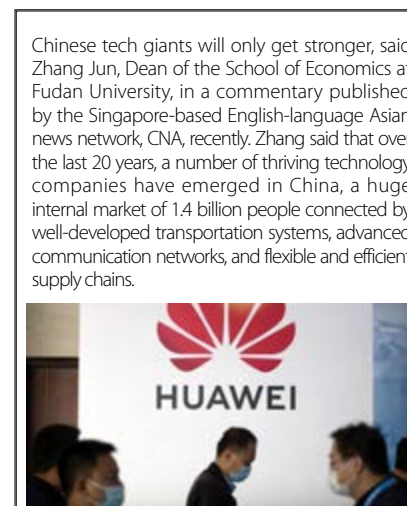 Chinese tech giants will only get stronger, said
Zhang Jun, Dean of the School of Economics at
Fudan University, in a commentary published
by the Singapore-based English-language Asian
news network, CNA, recently. Zhang said that over
the last 20 years, a number of thriving technology
companies have emerged in China, a huge
internal market of 1.4 billion people connected by
well-developed transportation systems, advanced
communication networks, and flexible and efficient
supply chains.
HUAWEI